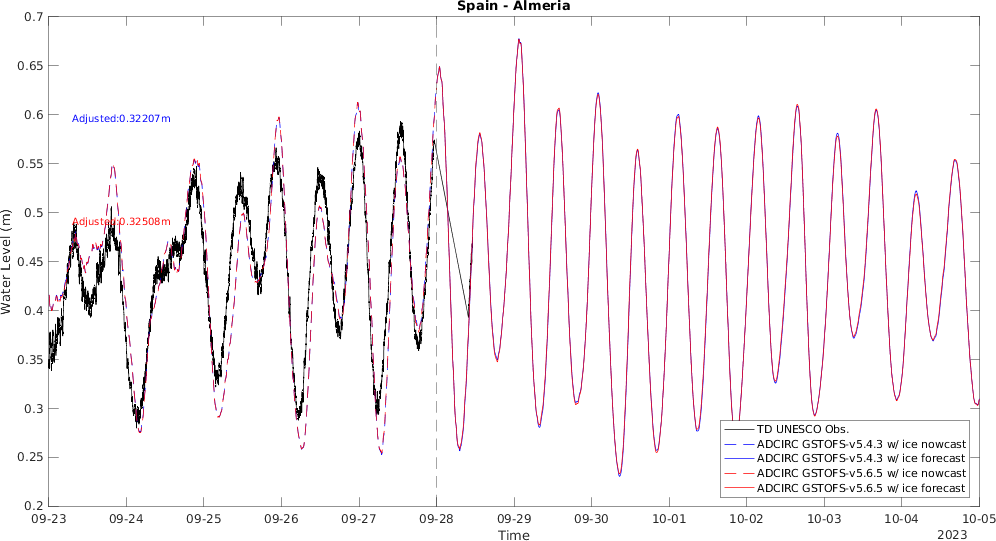 Spain - Almeria
0.7
0.65
0.6
0.55
0.5
0.45
0.4
0.35
0.3
0.25
0.2
Water Level (m)
Adjusted:0.32207m
Adjusted:0.32508m
TD UNESCO Obs.
ADCIRC GSTOFS-v5.4.3 w/ ice nowcast
ADCIRC GSTOFS-v5.4.3 w/ ice forecast
ADCIRC GSTOFS-v5.6.5 w/ ice nowcast
ADCIRC GSTOFS-v5.6.5 w/ ice forecast
09-23 09-24 09-25 09-26 09-27 09-28 09-29 09-30 10-01 10-02 10-03 10-04 10-05
Time
2023